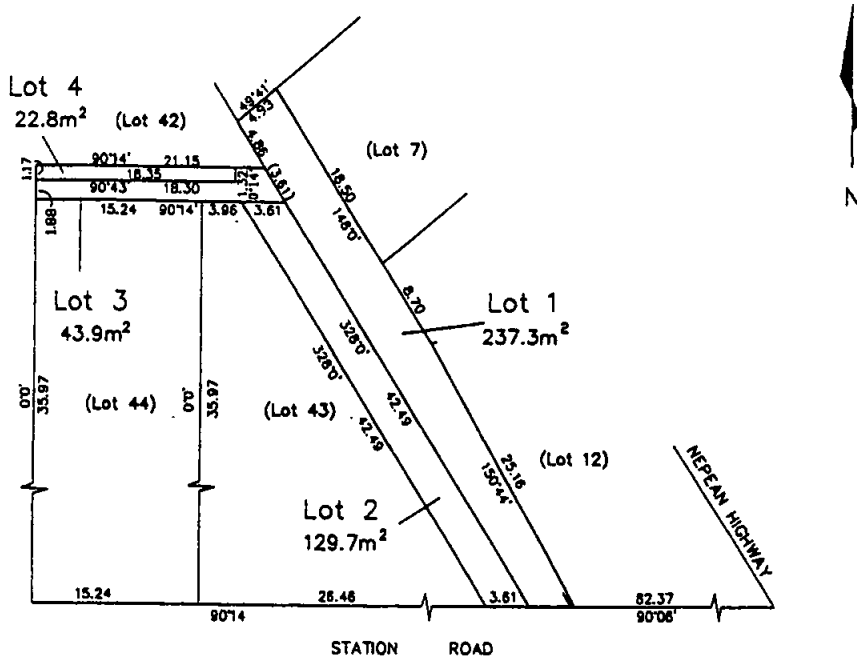 Lot 4
22.8m²
(Lot 42)
49°41'
4.93
4.86
(3.61)
(Lot 7)
90°14' 21.15
1.17
18.35
1.32
0°14'
90°43' 18.30
1.88
15.24 90°14' 3.96 3.61
18.50
148°0'
Lot 3
43.9m²
8.70
Lot 1
237.3m²
328°0'
328°0'
0°0'
35.97
(Lot 44)
0°0'
35.97
(Lot 43)
42.49
42.49
25.16
150°44'
(Lot 12)
NEPEAN HIGHWAY
Lot 2
129.7m²
15.24 26.46 3.61 82.37
90°14 90°06'
STATION ROAD
N